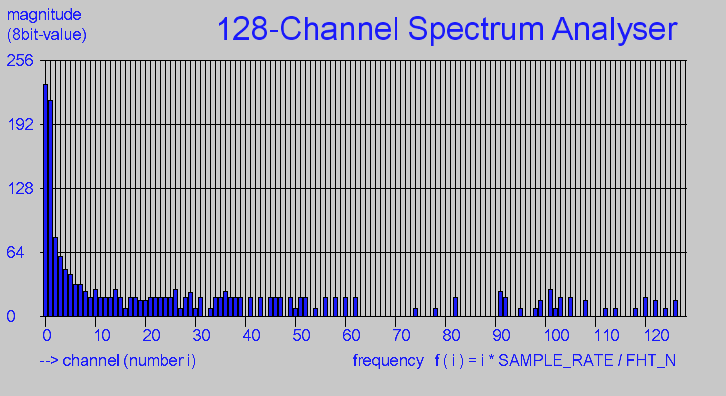 magnitude
(8bit-value)
128-Channel Spectrum Analyser
256
192
128
64
0
0 10 20 30 40 50 60 70 80 90 100 110 120
--> channel (number i)
frequency f ( i ) = i * SAMPLE_RATE / FHT_N